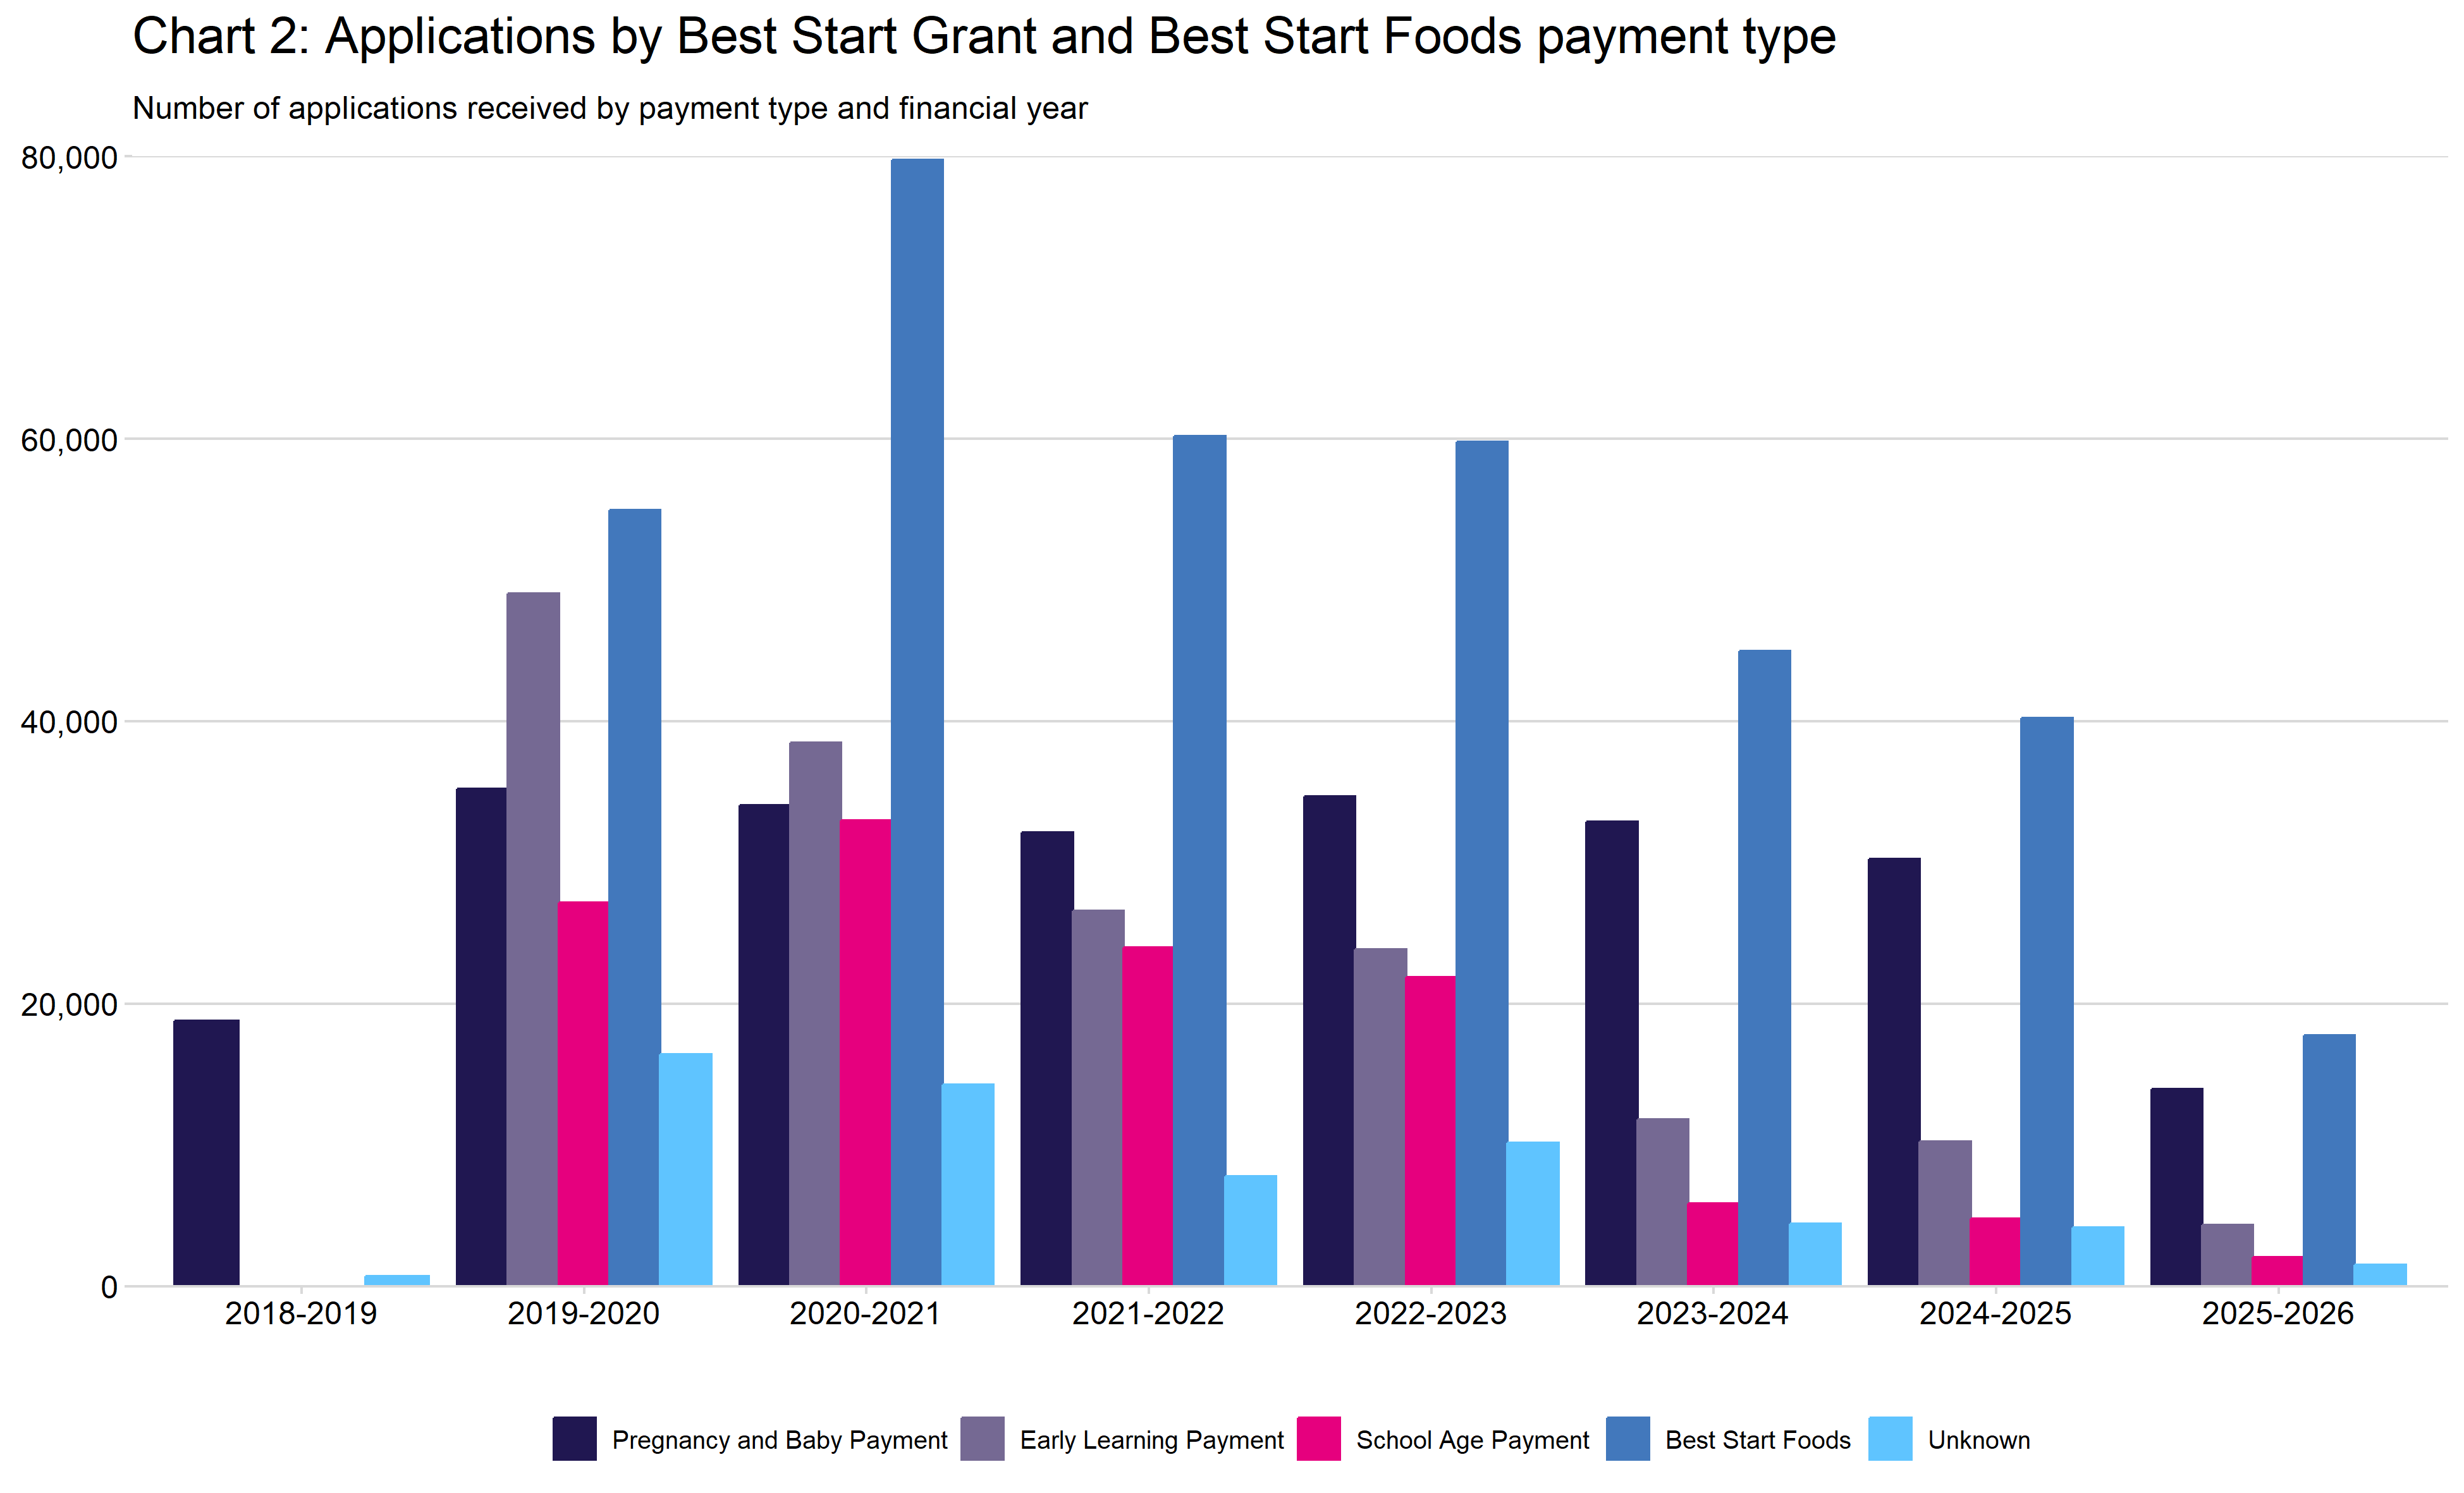 Chart 2: Applications by Best Start Grant and Best Start Foods payment type
Number of applications received by payment type and financial year
80,000
60,000
40,000
20,000
0
2018-2019 2019-2020 2020-2021 2021-2022 2022-2023 2023-2024 2024-2025 2025-2026
Pregnancy and Baby Payment Early Learning Payment School Age Payment Best Start Foods Unknown